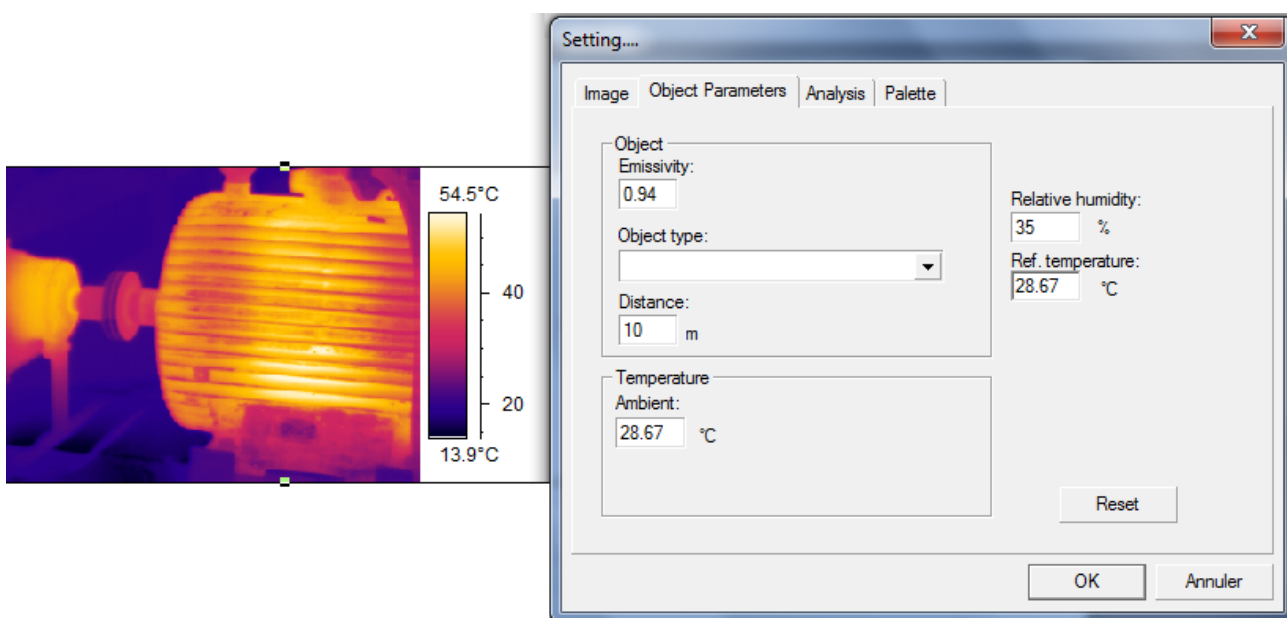 54.5°C
40
20
13.9°C
Setting....
Image Object Parameters Analysis Palette
Object
Emissivity:
0.94
Object type:
Distance:
10 m
Temperature
Ambient:
28.67 °C
Relative humidity:
35 %
Ref. temperature:
28.67 °C
Reset
OK Annuler